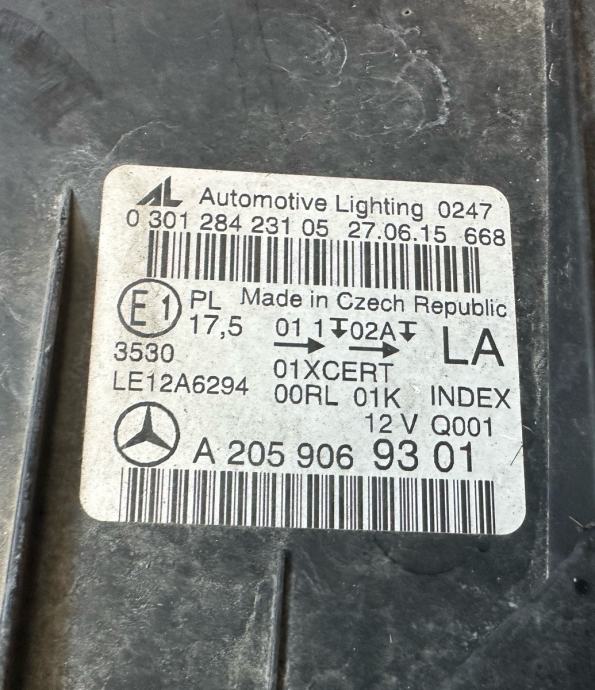 AL Automotive Lighting 0247
0 301 284 231 05 27.06.15 668
E1 PL Made in Czech Republic
17,5 01 1 02A LA
3530 01XCERT
LE12A6294 00RL 01K INDEX
12 V Q001
A 205 906 93 01